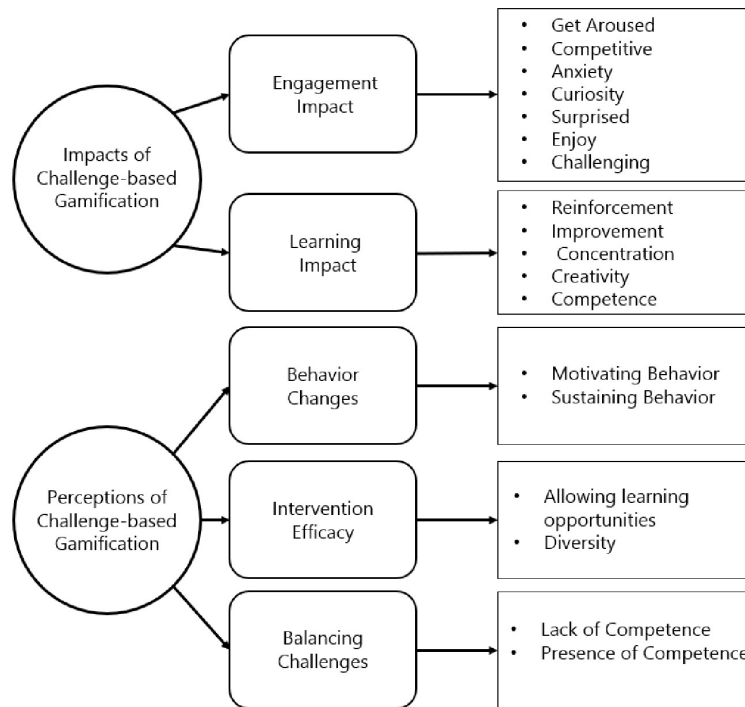 Impacts of
Challenge-based
Gamification
Engagement
Impact
• Get Aroused
• Competitive
• Anxiety
• Curiosity
• Surprised
• Enjoy
• Challenging
Learning
Impact
• Reinforcement
• Improvement
• Concentration
• Creativity
• Competence
Perceptions of
Challenge-based
Gamification
Behavior
Changes
• Motivating Behavior
• Sustaining Behavior
Intervention
Efficacy
• Allowing learning
opportunities
• Diversity
Balancing
Challenges
• Lack of Competence
• Presence of Competence